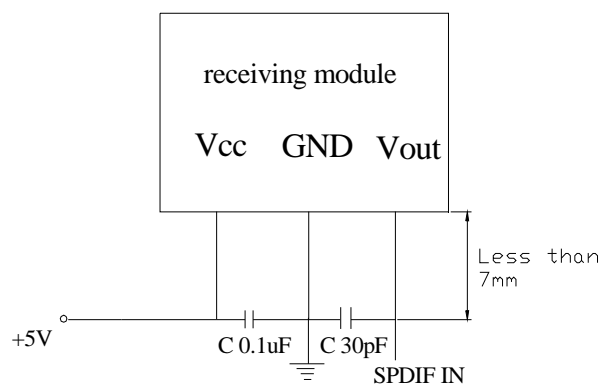 receiving module
Vcc GND Vout
Less than
7mm
+5V
C 0.1uF C 30pF
SPDIF IN